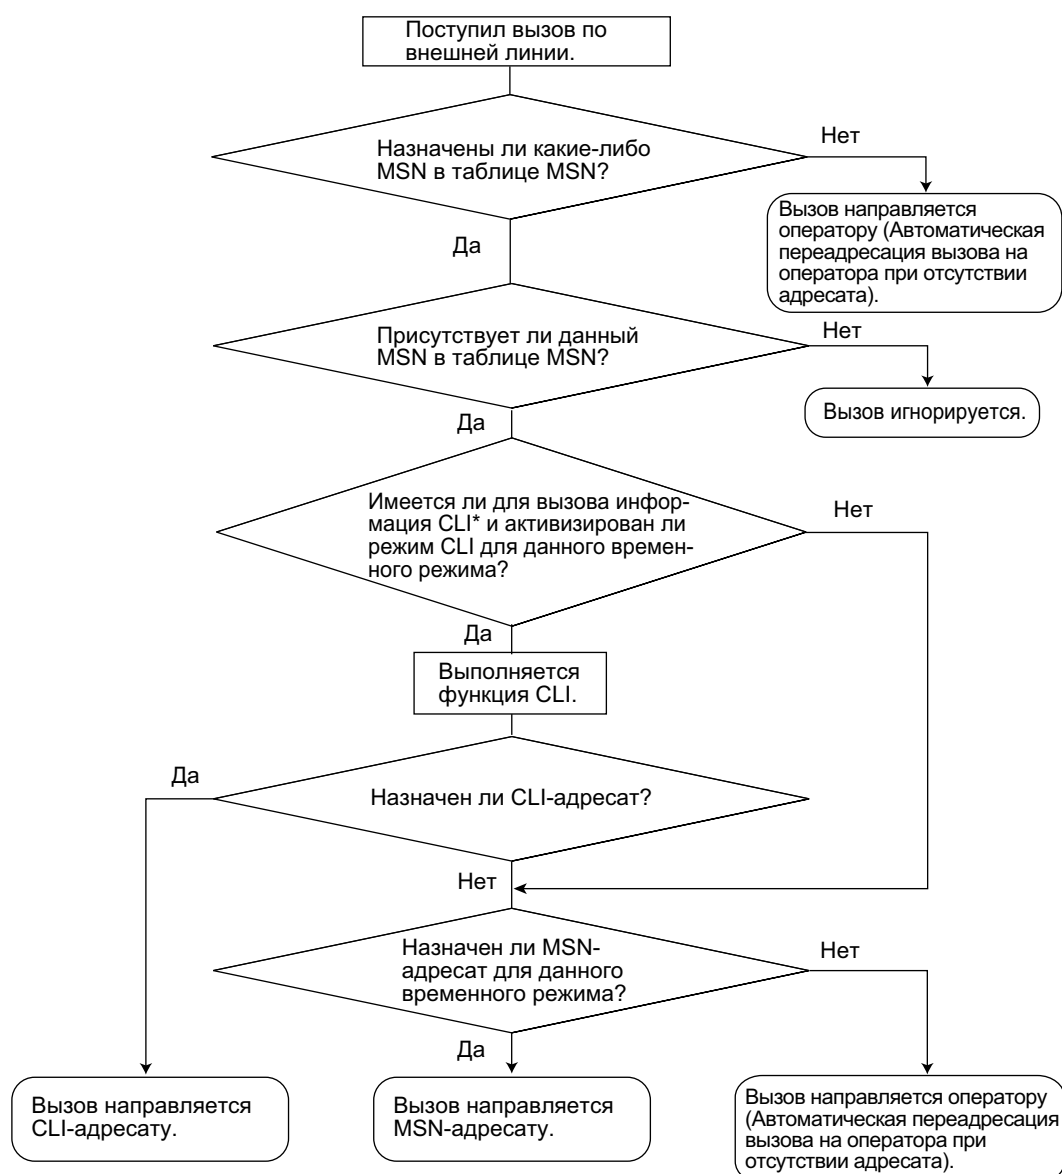 Поступил вызов по
внешней линии.
Назначены ли какие-либо
MSN в таблице MSN?
Нет
Вызов направляется
оператору (Автоматическая
переадресация вызова на
оператора при отсутствии
адресата).
Да
Присутствует ли данный
MSN в таблице MSN?
Нет
Вызов игнорируется.
Да
Имеется ли для вызова инфор-
мация CLI* и активизирован ли
режим CLI для данного времен-
ного режима?
Нет
Да
Выполняется
функция CLI.
Да
Назначен ли CLI-адресат?
Нет
Назначен ли MSN-
адресат для данного
временного режима?
Нет
Да
Вызов направляется
CLI-адресату.
Вызов направляется
MSN-адресату.
Вызов направляется оператору
(Автоматическая переадресация
вызова на оператора при
отсутствии адресата).